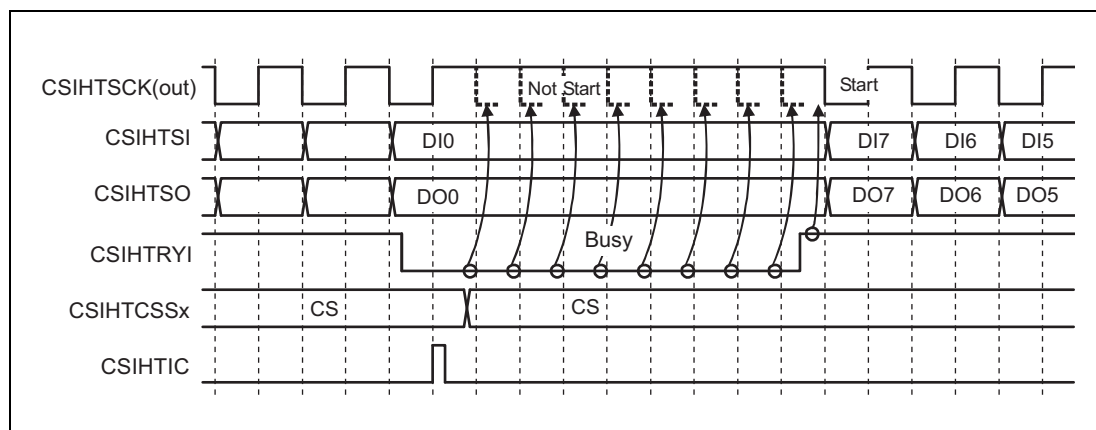 CSIHTSCK(out)
Not Start
Start
CSIHTSI
DI0
DI7
DI6
DI5
CSIHTSO
DO0
DO7
DO6
DO5
CSIHTRYI
Busy
CSIHTCSSx
CS
CS
CSIHTIC